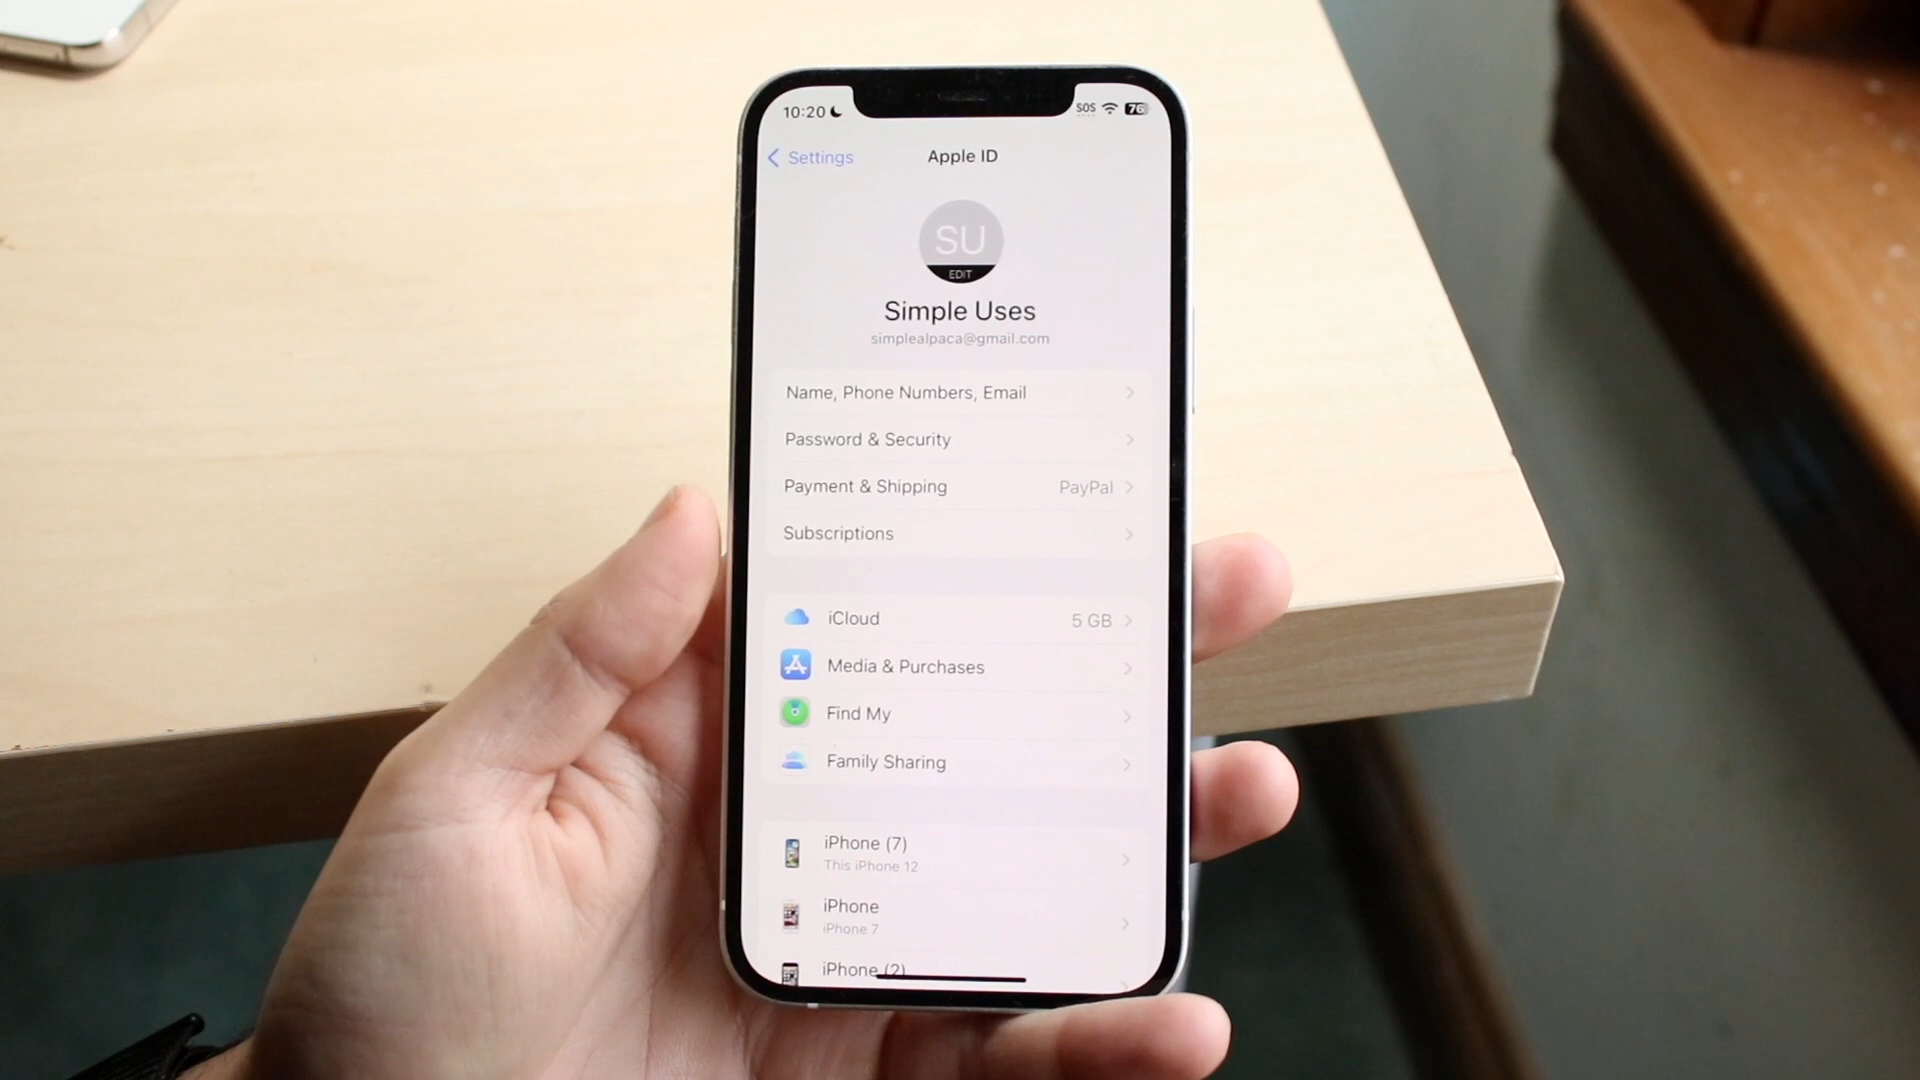 10:20
SOS 76
Settings
Apple ID
SU
EDIT
Simple Uses
simplealpaca@gmail.com
Name, Phone Numbers, Email
Password & Security
Payment & Shipping PayPal
Subscriptions
iCloud 5 GB
Media & Purchases
Find My
Family Sharing
iPhone (7)
This iPhone 12
iPhone
iPhone 7
iPhone (2)